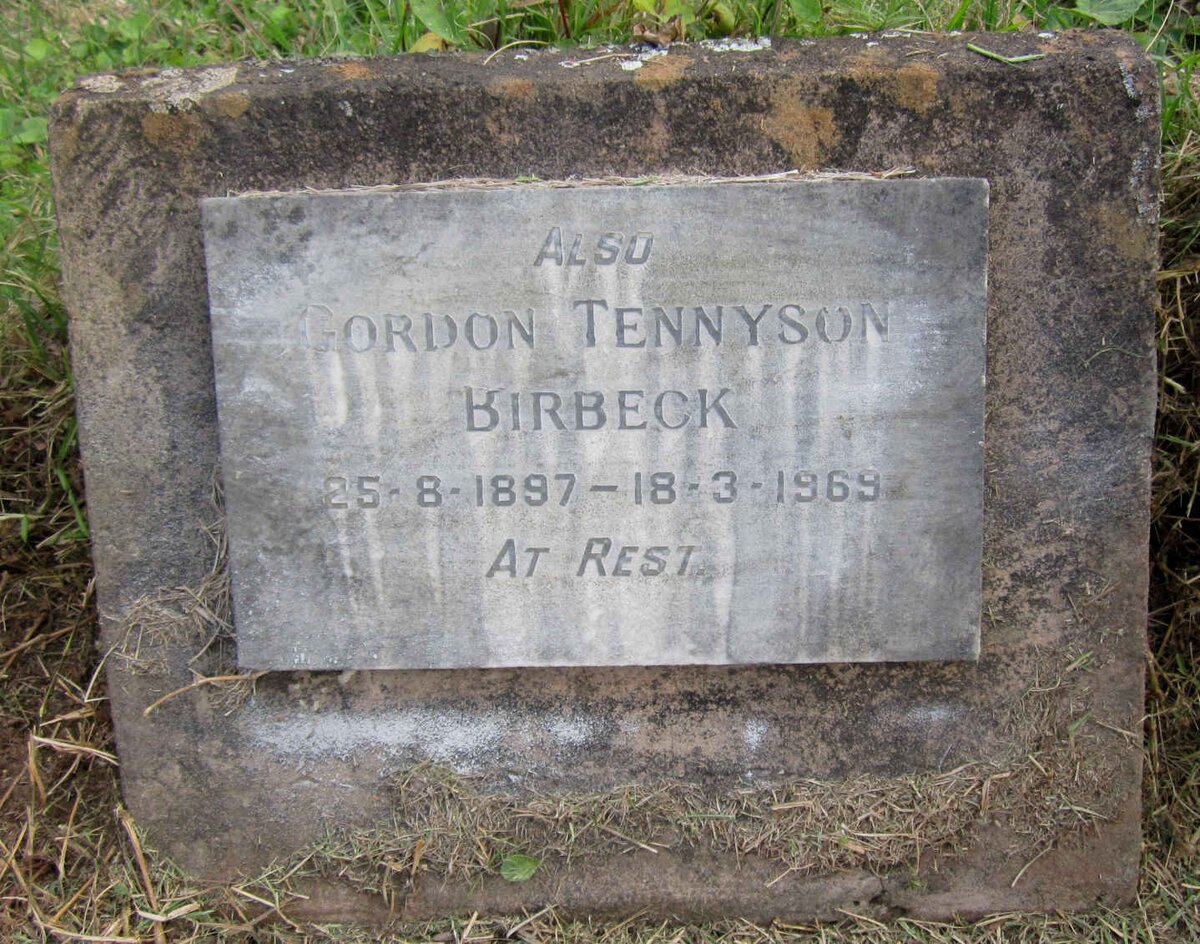 ALSO
GORDON TENNYSON
BIRBECK
25-8-1897-18-3-1969
AT REST.